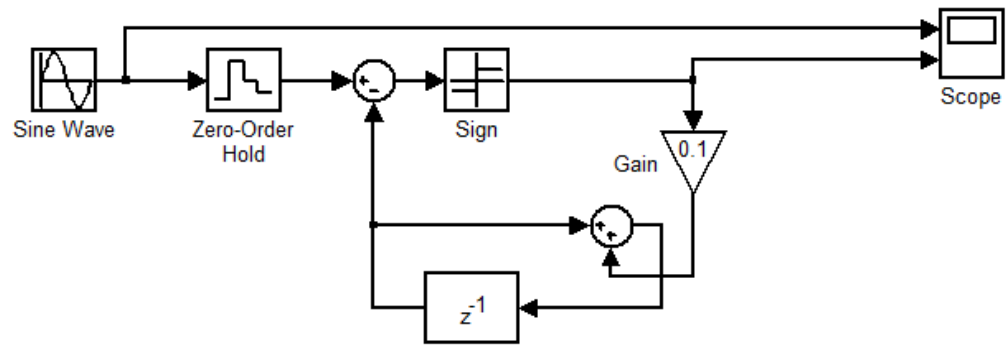 Sine Wave
Zero-Order
Hold
+
-
Sign
Scope
0.1
Gain
+
+
z⁻¹